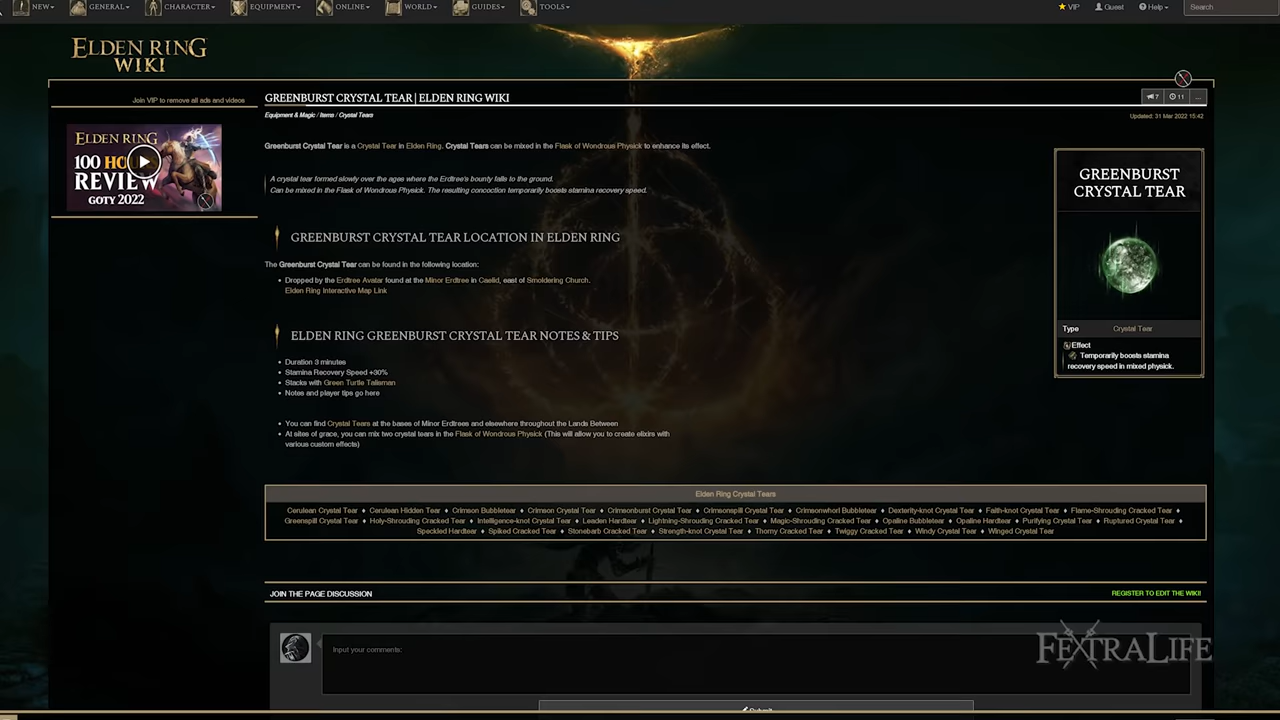 NEW
GENERAL
CHARACTER
EQUIPMENT
ONLINE
WORLD
GUIDES
TOOLS
VIP
Guest
Help
Search
ELDEN RING
WIKI
Join VIP to remove all ads and videos
ELDEN RING
100 HOUR
REVIEW
GOTY 2022
GREENBURST CRYSTAL TEAR | ELDEN RING WIKI
7
11
...
Equipment & Magic / Items / Crystal Tears
Updated: 31 Mar 2022 15:42
Greenburst Crystal Tear is a Crystal Tear in Elden Ring. Crystal Tears can be mixed in the Flask of Wondrous Physick to enhance its effect.
A crystal tear formed slowly over the ages where the Erdtree's bounty falls to the ground.
Can be mixed in the Flask of Wondrous Physick. The resulting concoction temporarily boosts stamina recovery speed.
GREENBURST CRYSTAL TEAR LOCATION IN ELDEN RING
The Greenburst Crystal Tear can be found in the following location:
• Dropped by the Erdtree Avatar found at the Minor Erdtree in Caelid, east of Smoldering Church.
Elden Ring Interactive Map Link
ELDEN RING GREENBURST CRYSTAL TEAR NOTES & TIPS
• Duration 3 minutes
• Stamina Recovery Speed +30%
• Stacks with Green Turtle Talisman
• Notes and player tips go here
• You can find Crystal Tears at the bases of Minor Erdtrees and elsewhere throughout the Lands Between
• At sites of grace, you can mix two crystal tears in the Flask of Wondrous Physick (This will allow you to create elixirs with
various custom effects)
GREENBURST
CRYSTAL TEAR
Type Crystal Tear
Effect
Temporarily boosts stamina
recovery speed in mixed physick.
Elden Ring Crystal Tears
Cerulean Crystal Tear ♦ Cerulean Hidden Tear ♦ Crimson Bubbletear ♦ Crimson Crystal Tear ♦ Crimsonburst Crystal Tear ♦ Crimsonspill Crystal Tear ♦ Crimsonwhorl Bubbletear ♦ Dexterity-knot Crystal Tear ♦ Faith-knot Crystal Tear ♦ Flame-Shrouding Cracked Tear ♦
Greenspill Crystal Tear ♦ Holy-Shrouding Cracked Tear ♦ Intelligence-knot Crystal Tear ♦ Leaden Hardtear ♦ Lightning-Shrouding Cracked Tear ♦ Magic-Shrouding Cracked Tear ♦ Opaline Bubbletear ♦ Opaline Hardtear ♦ Purifying Crystal Tear ♦ Ruptured Crystal Tear ♦
Speckled Hardtear ♦ Spiked Cracked Tear ♦ Stonebarb Cracked Tear ♦ Strength-knot Crystal Tear ♦ Thorny Cracked Tear ♦ Twiggy Cracked Tear ♦ Windy Crystal Tear ♦ Winged Crystal Tear
JOIN THE PAGE DISCUSSION
REGISTER TO EDIT THE WIKI!
Input your comments:
FEXTRALIFE
Submit